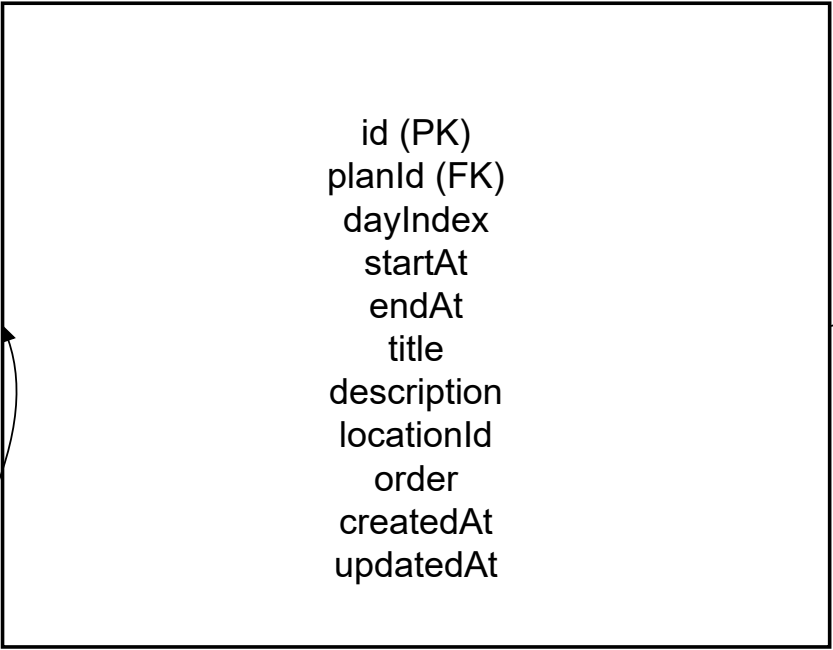 id (PK)
planId (FK)
dayIndex
startAt
endAt
title
description
locationId
order
createdAt
updatedAt